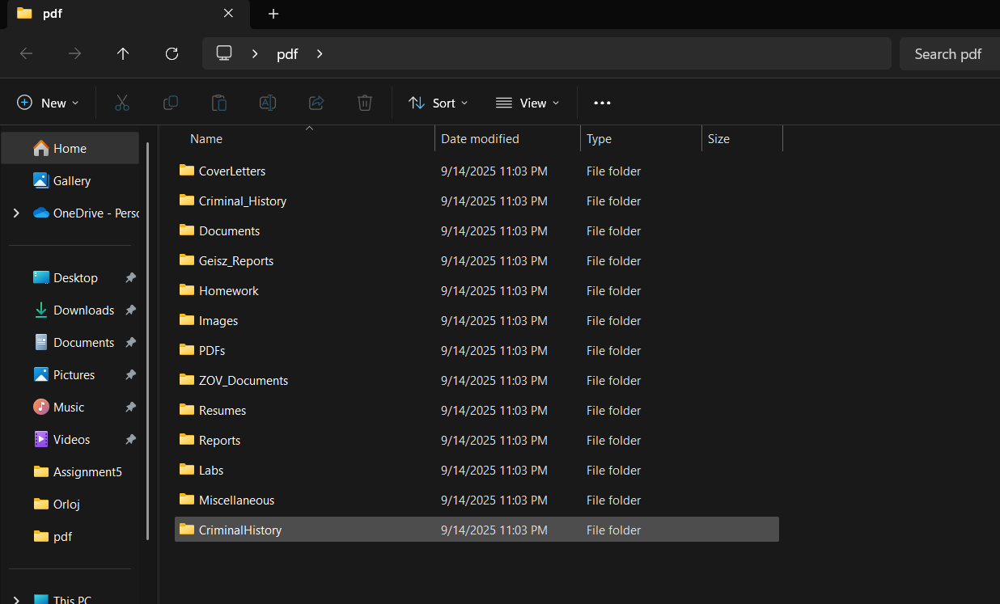 pdf
pdf
Search pdf
New
Sort
View
Name Date modified Type Size
Home
Gallery
OneDrive - Perso
Desktop
Downloads
Documents
Pictures
Music
Videos
Assignment5
Orloj
pdf
This PC
CoverLetters 9/14/2025 11:03 PM File folder
Criminal_History 9/14/2025 11:03 PM File folder
Documents 9/14/2025 11:03 PM File folder
Geisz_Reports 9/14/2025 11:03 PM File folder
Homework 9/14/2025 11:03 PM File folder
Images 9/14/2025 11:03 PM File folder
PDFs 9/14/2025 11:03 PM File folder
ZOV_Documents 9/14/2025 11:03 PM File folder
Resumes 9/14/2025 11:03 PM File folder
Reports 9/14/2025 11:03 PM File folder
Labs 9/14/2025 11:03 PM File folder
Miscellaneous 9/14/2025 11:03 PM File folder
CriminalHistory 9/14/2025 11:03 PM File folder